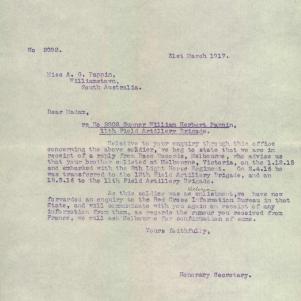 No 2092.
31st March 1917.
Miss A. G. Pappin,
Williamstown,
South Australia.
Dear Madam,
re No 2092 Gunner William Herbert Pappin,
11th Field Artillery Brigade.
Relative to your enquiry through this office
concerning the above soldier, we beg to state that we are in
receipt of a reply from Base Records, Melbourne, who advise us
that your brother enlisted at Melbourne, Victoria, on the 1.12.15
and embarked with the 8th Light Horse Regiment. On 8.4.16 he
was transferred to the 12th Field Artillery Brigade, and on
15.5.16 to the 11th Field Artillery Brigade.
As this soldier was an enlistment, we have now
forwarded an enquiry to the Red Cross Information Bureau in that
State, and will communicate with you again on receipt of any
information from them, as regards the rumour you received from
France, we will ask Melbourne for confirmation of same.
Yours faithfully,
Honorary Secretary.